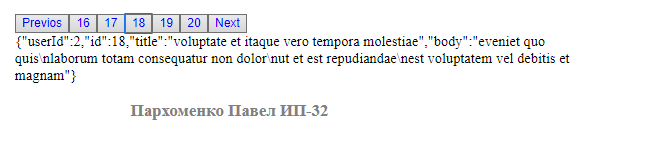 Previos 16 17 18 19 20 Next
{"userId":2,"id":18,"title":"voluptate et itaque vero tempora molestiae","body":"eveniet quo
quis\nlaborum totam consequatur non dolor\nut et est repudiandae\nest voluptatem vel debitis et
magnam"}
Пархоменко Павел ИП-32